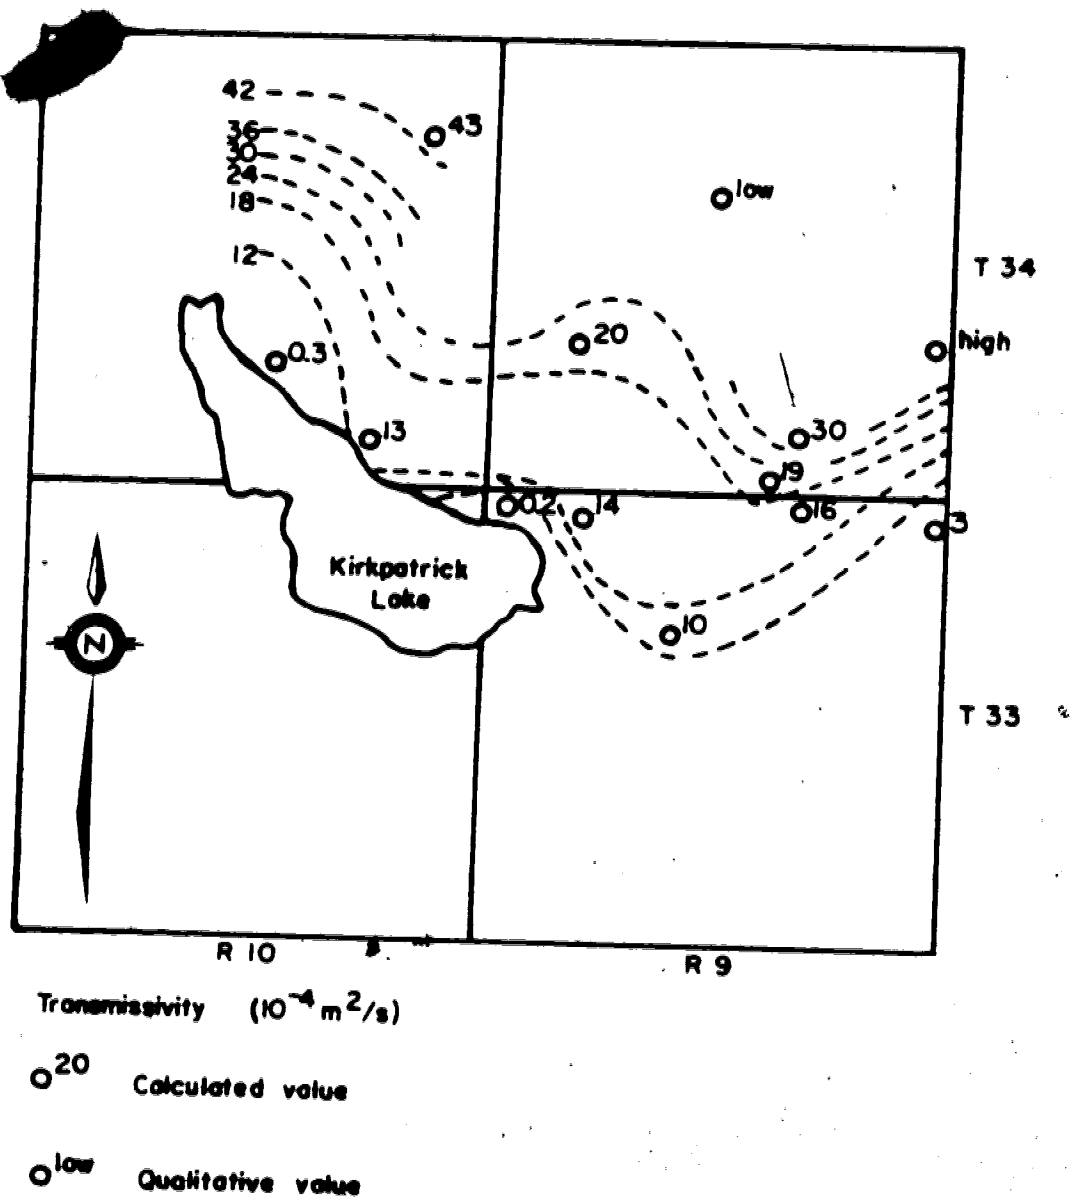 42
43
36
30
24
18
low
12
T 34
20
high
0.3
13
30
19
0.2
14
16
3
Kirkpatrick
Lake
N
10
T 33
R 10
R 9
Transmissivity (10⁻⁴ m²/s)
20 Calculated value
low Qualitative value